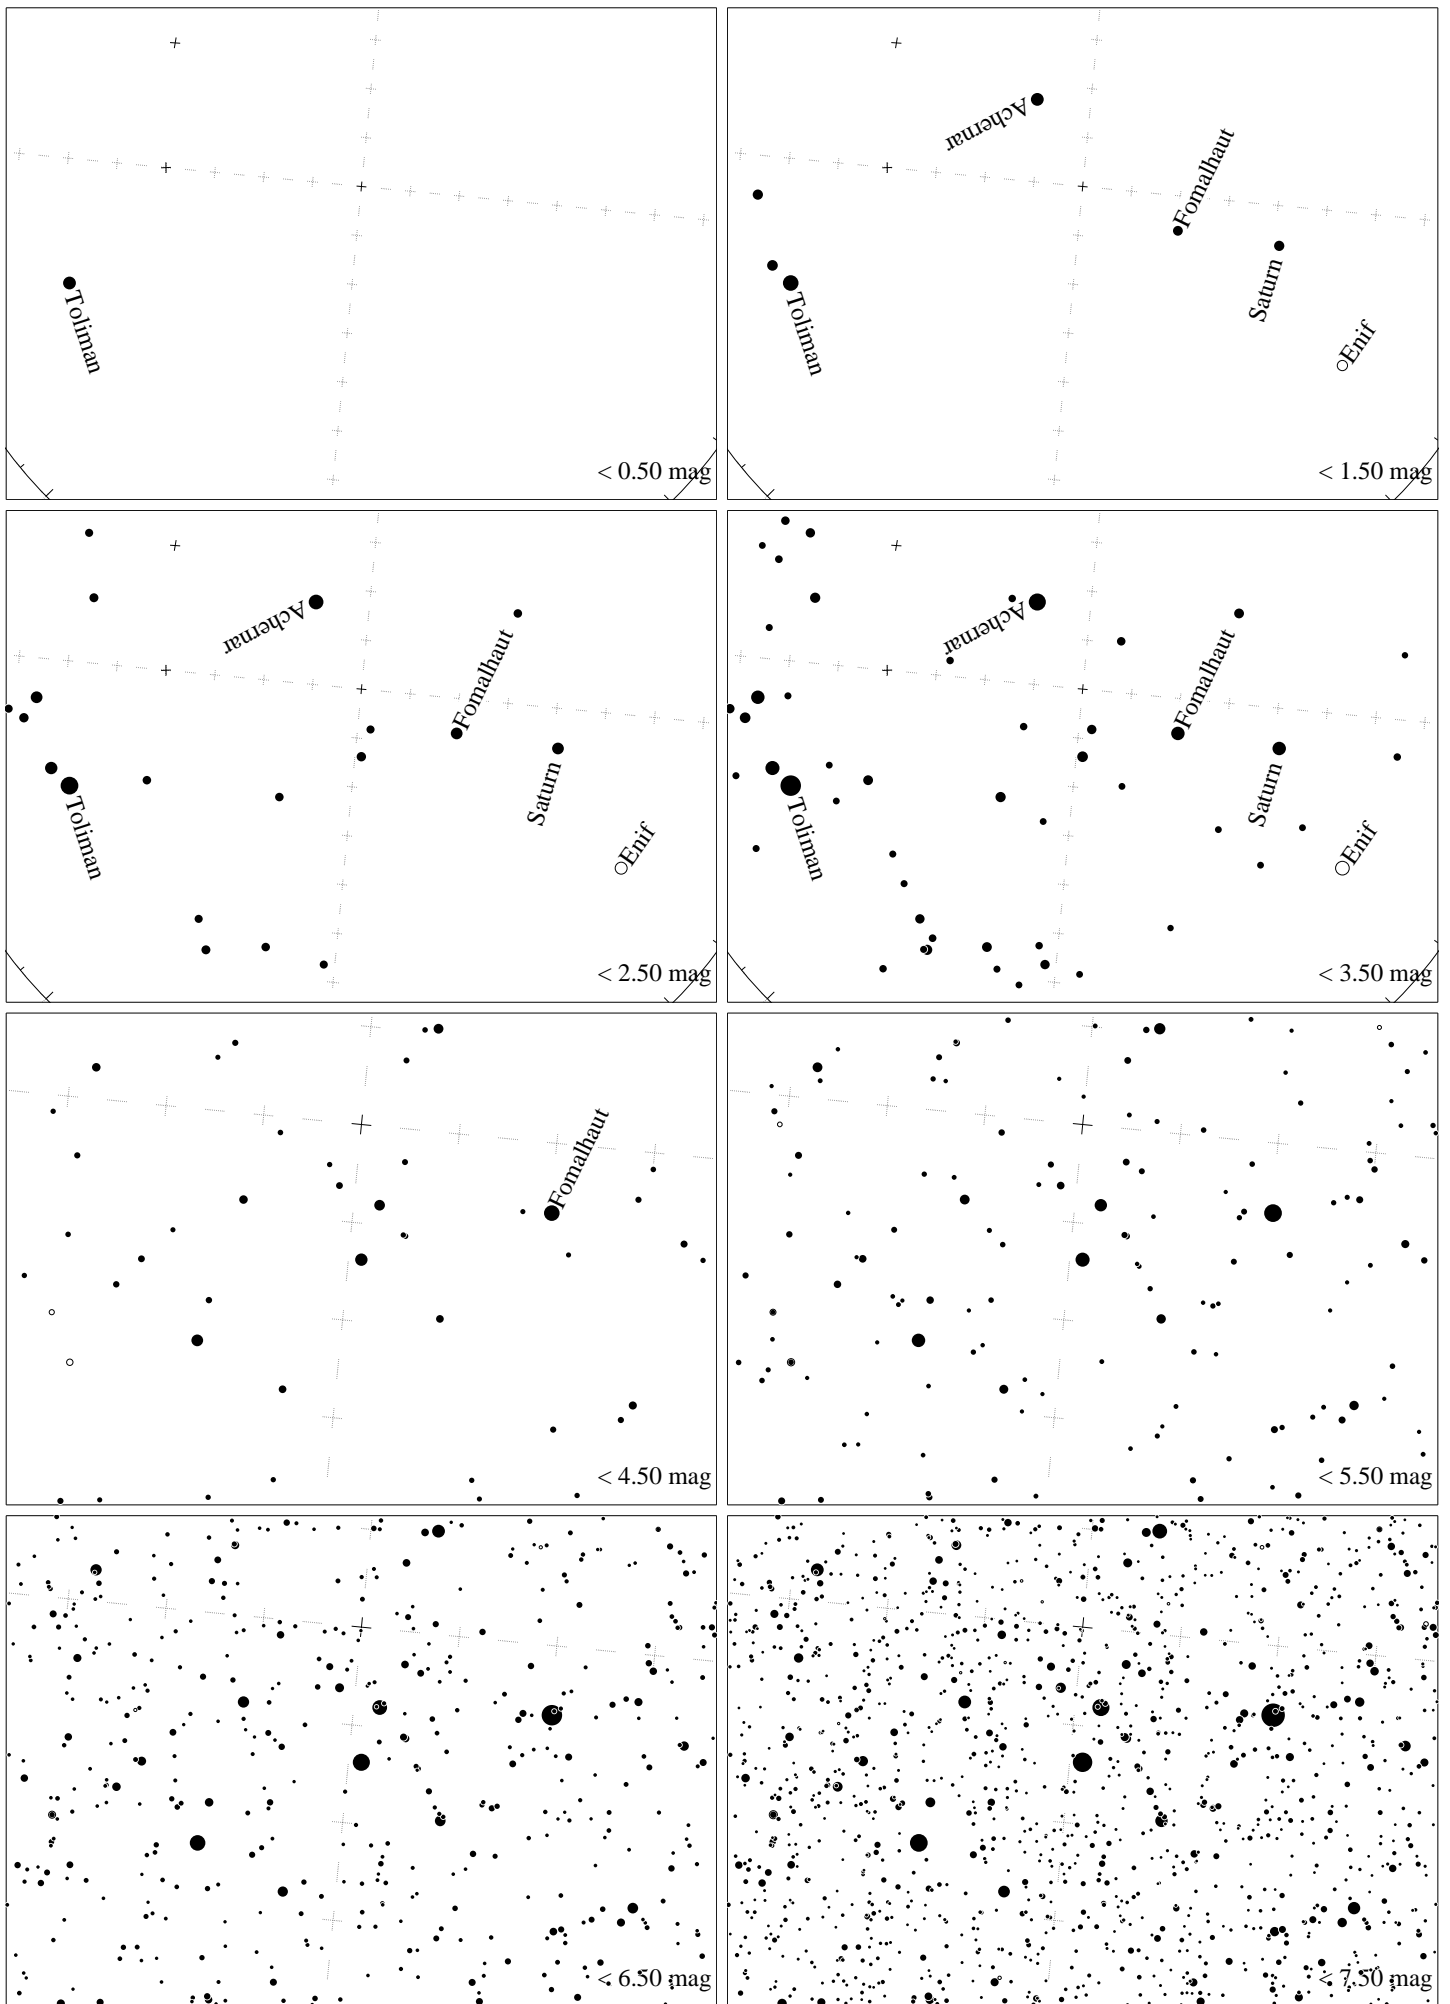 Toliman
< 0.50 mag
Achernar
Fomalhaut
Saturn
Toliman
Enif
< 1.50 mag
Achernar
Fomalhaut
Saturn
Toliman
Enif
< 2.50 mag
Achernar
Fomalhaut
Saturn
Toliman
Enif
< 3.50 mag
Fomalhaut
< 4.50 mag
< 5.50 mag
< 6.50 mag
< 7.50 mag